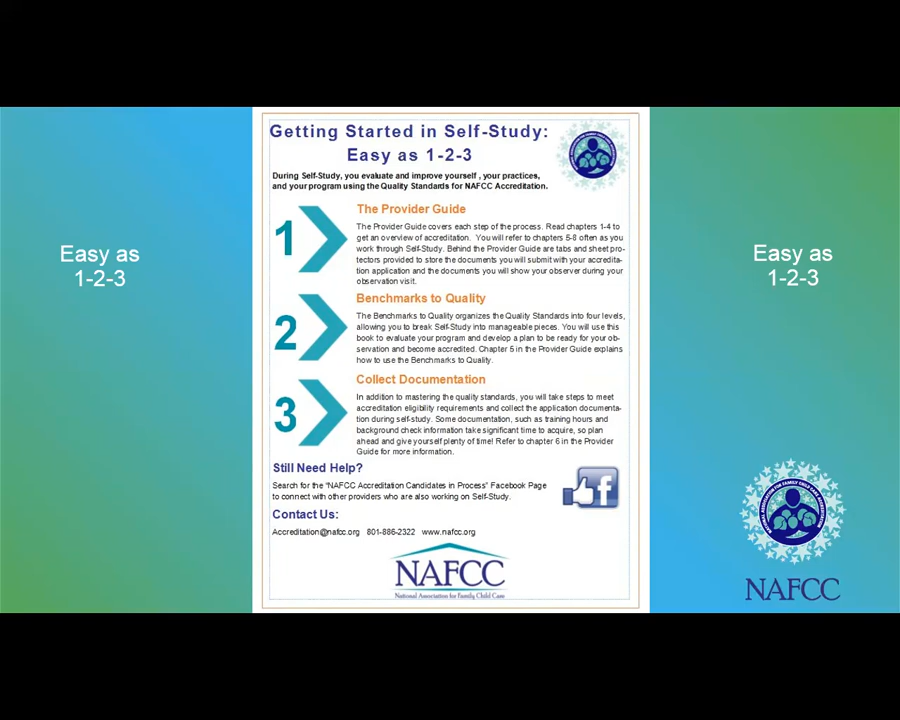 Easy as
1-2-3
Getting Started in Self-Study:
Easy as 1-2-3
During Self-Study, you evaluate and improve yourself , your practices,
and your program using the Quality Standards for NAFCC Accreditation.
1
The Provider Guide
The Provider Guide covers each step of the process. Read chapters 1-4 to
get an overview of accreditation. You will refer to chapters 5-8 often as you
work through Self-Study. Behind the Provider Guide are tabs and sheet pro-
tectors provided to store the documents you will submit with your accredita-
tion application and the documents you will show your observer during your
observation visit.
2
Benchmarks to Quality
The Benchmarks to Quality organizes the Quality Standards into four levels,
allowing you to break Self-Study into manageable pieces. You will use this
book to evaluate your program and develop a plan to be ready for your ob-
servation and become accredited. Chapter 5 in the Provider Guide explains
how to use the Benchmarks to Quality.
3
Collect Documentation
In addition to mastering the quality standards, you will take steps to meet
accreditation eligibility requirements and collect the application documenta-
tion during self-study. Some documentation, such as training hours and
background check information take significant time to acquire, so plan
ahead and give yourself plenty of time! Refer to chapter 6 in the Provider
Guide for more information.
Still Need Help?
Search for the "NAFCC Accreditation Candidates in Process" Facebook Page
to connect with other providers who are also working on Self-Study.
Contact Us:
Accreditation@nafcc.org 801-886-2322 www.nafcc.org
NAFCC
National Association for Family Child Care
Easy as
1-2-3
NATIONAL ASSOCIATION FOR FAMILY CHILD CARE ACCREDITATION
NAFCC